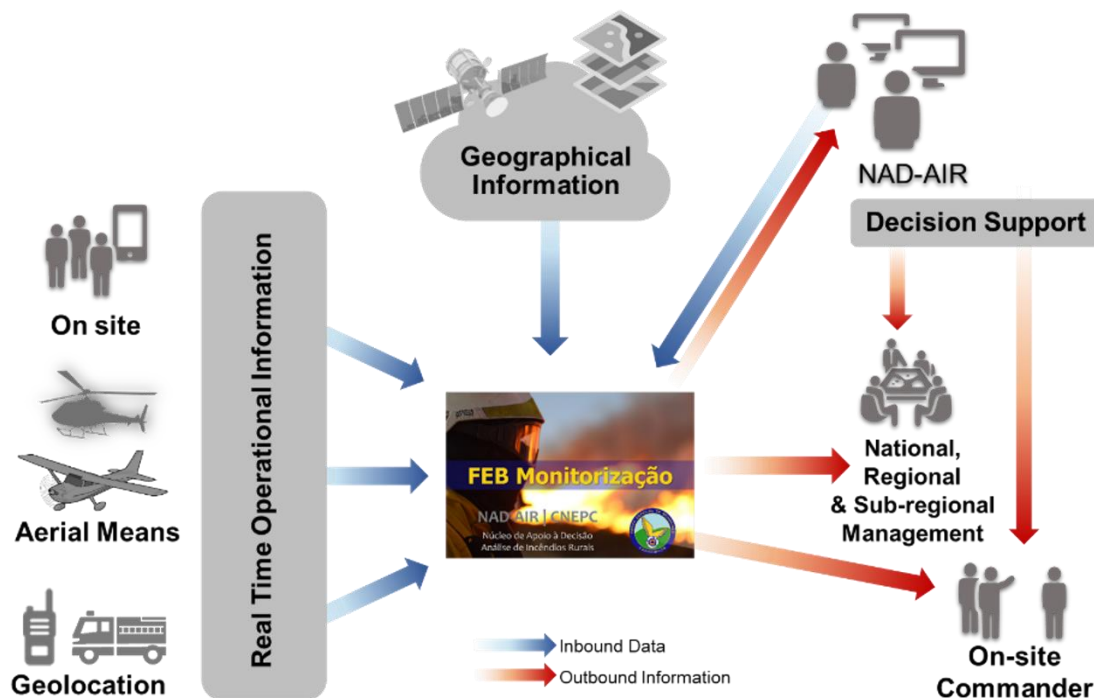 Geographical
Information
NAD-AIR
Decision Support
Real Time Operational Information
On site
Aerial Means
Geolocation
FEB Monitorização
NAD AIR | CNEPC
Núcleo de Apoio à Decisão
Análise de Incêndios Rurais
National,
Regional
& Sub-regional
Management
On-site
Commander
Inbound Data
Outbound Information